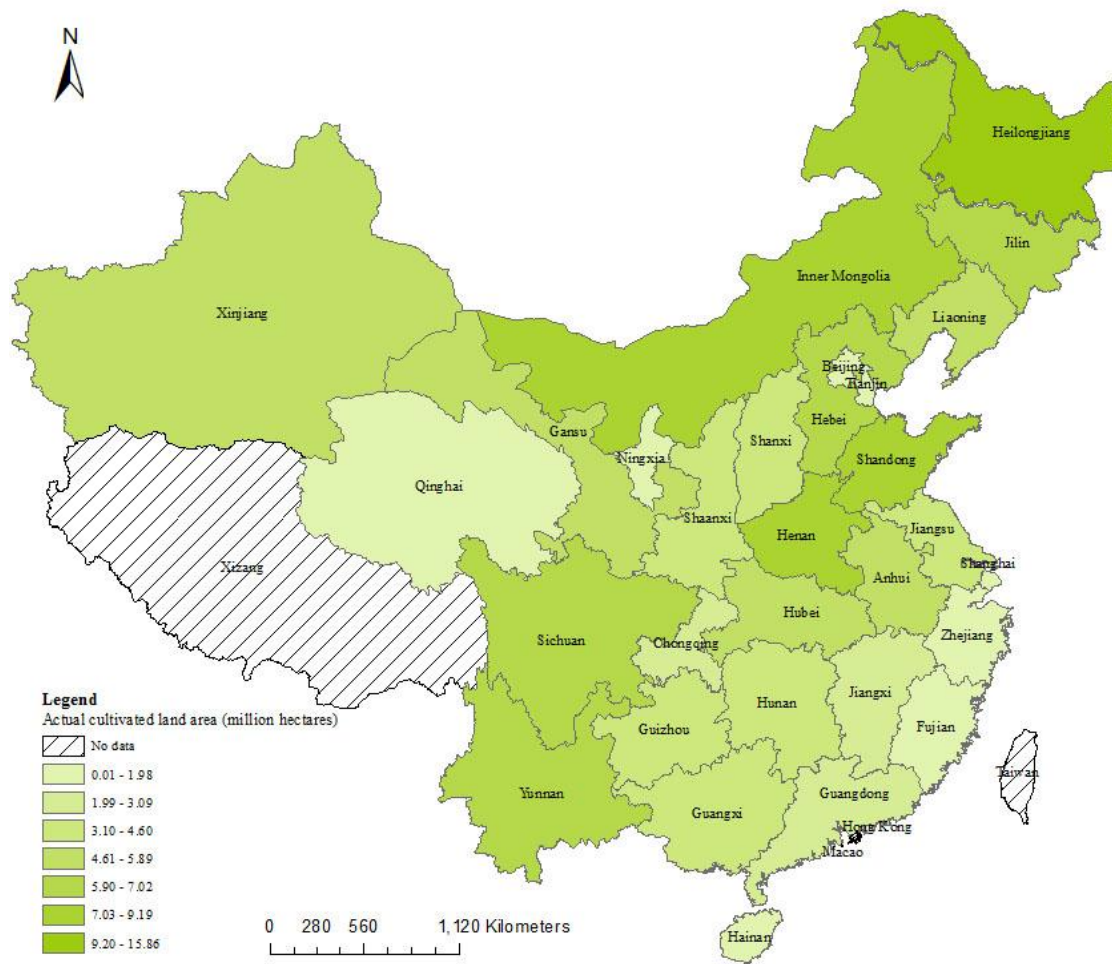 N
Heilongjiang
Jilin
Inner Mongolia
Xinjiang
Liaoning
Beijing
Tianjin
Hebei
Gansu
Shanxi
Ningxia
Shandong
Qinghai
Shaanxi
Jiangsu
Henan
Xizang
Shanghai
Anhui
Hubei
Sichuan
Chongqing
Zhejiang
Jiangxi
Hunan
Guizhou
Fujian
Taiwan
Yunnan
Guangdong
Guangxi
Hong Kong
Macao
Hainan
Legend
Actual cultivated land area (million hectares)
No data
0.01 - 1.98
1.99 - 3.09
3.10 - 4.60
4.61 - 5.89
5.90 - 7.02
7.03 - 9.19
9.20 - 15.86
0 280 560 1,120 Kilometers